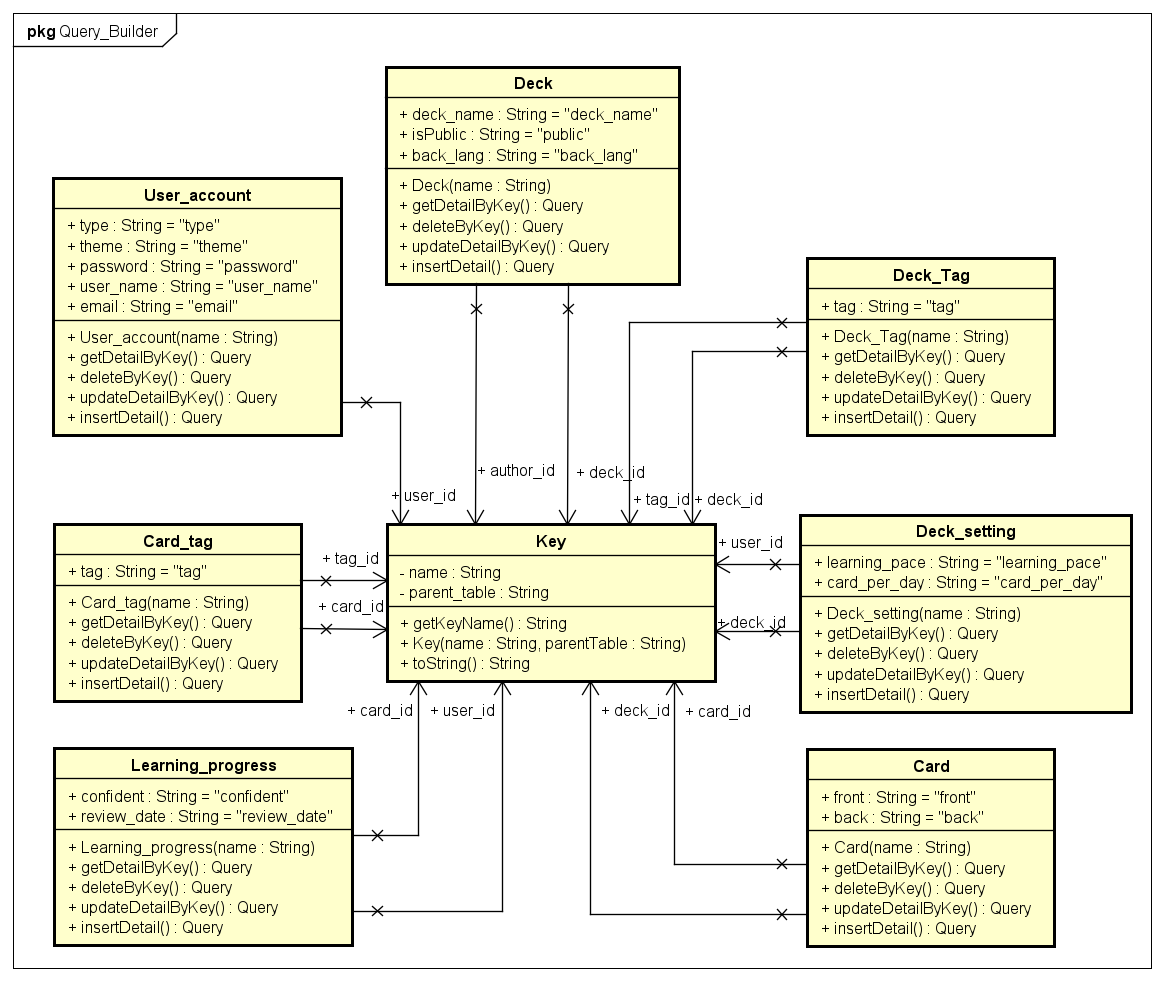 pkg Query_Builder
Deck
+ deck_name : String = "deck_name"
+ isPublic : String = "public"
+ back_lang : String = "back_lang"
+ Deck(name : String)
+ getDetailByKey() : Query
+ deleteByKey() : Query
+ updateDetailByKey() : Query
+ insertDetail() : Query
User_account
+ type : String = "type"
+ theme : String = "theme"
+ password : String = "password"
+ user_name : String = "user_name"
+ email : String = "email"
+ User_account(name : String)
+ getDetailByKey() : Query
+ deleteByKey() : Query
+ updateDetailByKey() : Query
+ insertDetail() : Query
Deck_Tag
+ tag : String = "tag"
+ Deck_Tag(name : String)
+ getDetailByKey() : Query
+ deleteByKey() : Query
+ updateDetailByKey() : Query
+ insertDetail() : Query
+ user_id
+ author_id
+ deck_id
+ tag_id
+ deck_id
Card_tag
+ tag : String = "tag"
+ Card_tag(name : String)
+ getDetailByKey() : Query
+ deleteByKey() : Query
+ updateDetailByKey() : Query
+ insertDetail() : Query
+ tag_id
+ card_id
Key
- name : String
- parent_table : String
+ getKeyName() : String
+ Key(name : String, parentTable : String)
+ toString() : String
+ user_id
+ deck_id
Deck_setting
+ learning_pace : String = "learning_pace"
+ card_per_day : String = "card_per_day"
+ Deck_setting(name : String)
+ getDetailByKey() : Query
+ deleteByKey() : Query
+ updateDetailByKey() : Query
+ insertDetail() : Query
+ card_id
+ user_id
+ deck_id
+ card_id
Learning_progress
+ confident : String = "confident"
+ review_date : String = "review_date"
+ Learning_progress(name : String)
+ getDetailByKey() : Query
+ deleteByKey() : Query
+ updateDetailByKey() : Query
+ insertDetail() : Query
Card
+ front : String = "front"
+ back : String = "back"
+ Card(name : String)
+ getDetailByKey() : Query
+ deleteByKey() : Query
+ updateDetailByKey() : Query
+ insertDetail() : Query